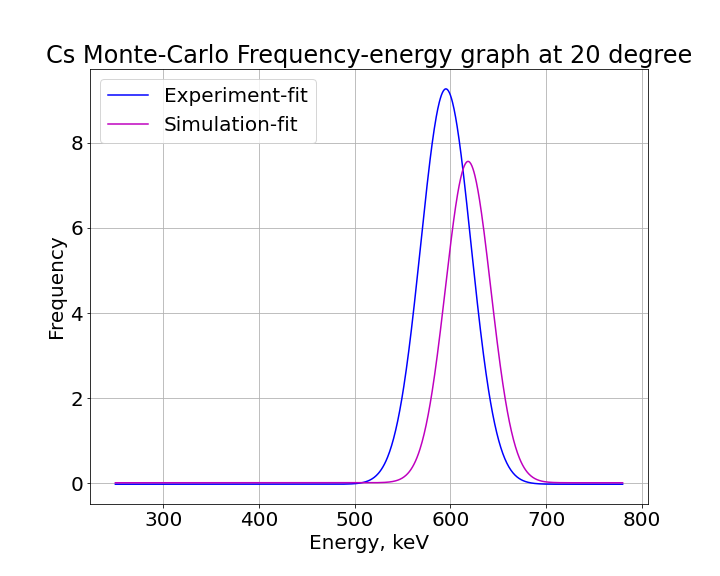 Cs Monte-Carlo Frequency-energy graph at 20 degree
Experiment-fit
Simulation-fit
8
6
4
2
0
Frequency
300 400 500 600 700 800
Energy, keV